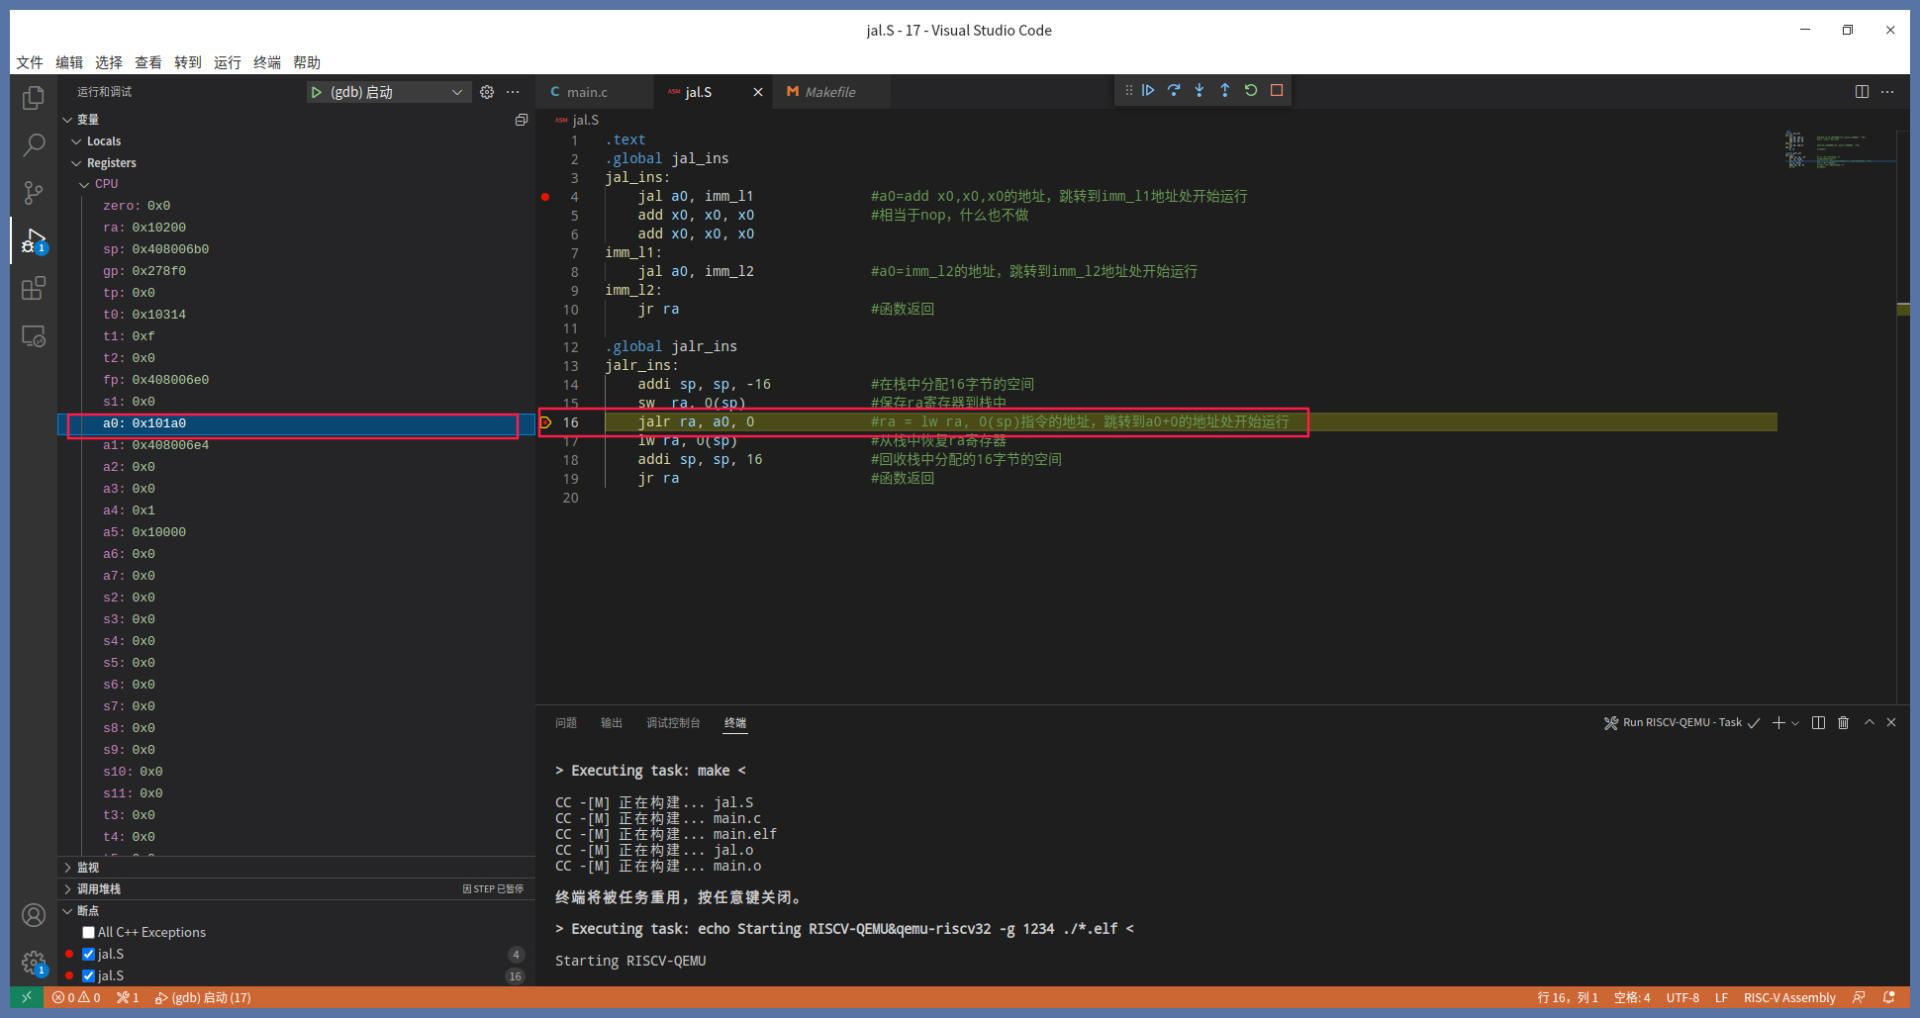 jal.S - 17 - Visual Studio Code
文件 编辑 选择 查看 转到 运行 终端 帮助
运行和调试
(gdb) 启动
变量
Locals
Registers
CPU
zero: 0x0
ra: 0x10200
sp: 0x408006b0
gp: 0x278f0
tp: 0x0
t0: 0x10314
t1: 0xf
t2: 0x0
fp: 0x408006e0
s1: 0x0
a0: 0x101a0
a1: 0x408006e4
a2: 0x0
a3: 0x0
a4: 0x1
a5: 0x10000
a6: 0x0
a7: 0x0
s2: 0x0
s3: 0x0
s4: 0x0
s5: 0x0
s6: 0x0
s7: 0x0
s8: 0x0
s9: 0x0
s10: 0x0
s11: 0x0
t3: 0x0
t4: 0x0
监视
调用堆栈
因 STEP 已暂停
断点
All C++ Exceptions
jal.S 4
jal.S 16
C main.c
ASM jal.S
M Makefile
ASM jal.S
1 .text
2 .global jal_ins
3 jal_ins:
4 jal a0, imm_l1 #a0=add x0,x0,x0的地址，跳转到imm_l1地址处开始运行
5 add x0, x0, x0 #相当于nop，什么也不做
6 add x0, x0, x0
7 imm_l1:
8 jal a0, imm_l2 #a0=imm_l2的地址，跳转到imm_l2地址处开始运行
9 imm_l2:
10 jr ra #函数返回
11
12 .global jalr_ins
13 jalr_ins:
14 addi sp, sp, -16 #在栈中分配16字节的空间
15 sw ra, 0(sp) #保存ra寄存器到栈中
16 jalr ra, a0, 0 #ra = lw ra, 0(sp)指令的地址，跳转到a0+0的地址处开始运行
17 lw ra, 0(sp) #从栈中恢复ra寄存器
18 addi sp, sp, 16 #回收栈中分配的16字节的空间
19 jr ra #函数返回
20
问题 输出 调试控制台 终端
Run RISCV-QEMU - Task
> Executing task: make <
CC -[M] 正在构建... jal.S
CC -[M] 正在构建... main.c
CC -[M] 正在构建... main.elf
CC -[M] 正在构建... jal.o
CC -[M] 正在构建... main.o
终端将被任务重用，按任意键关闭。
> Executing task: echo Starting RISCV-QEMU&qemu-riscv32 -g 1234 ./*.elf <
Starting RISCV-QEMU
0 0 1 (gdb) 启动 (17)
行 16，列 1 空格: 4 UTF-8 LF RISC-V Assembly